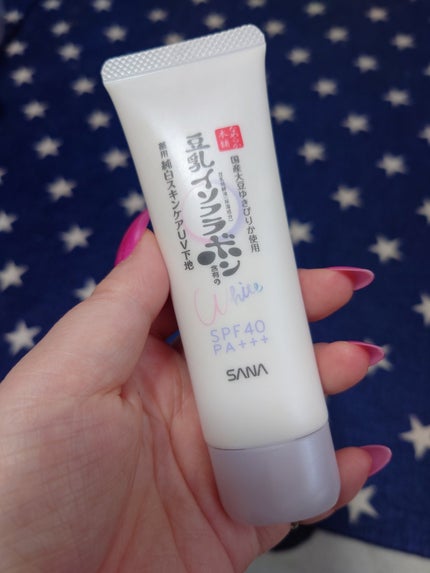 なめらか
本舗
国産大豆ゆきぴりか使用
豆乳イソフラボン含有の
薬用 純白スキンケアUV下地
White
SPF40
PA+++
SANA